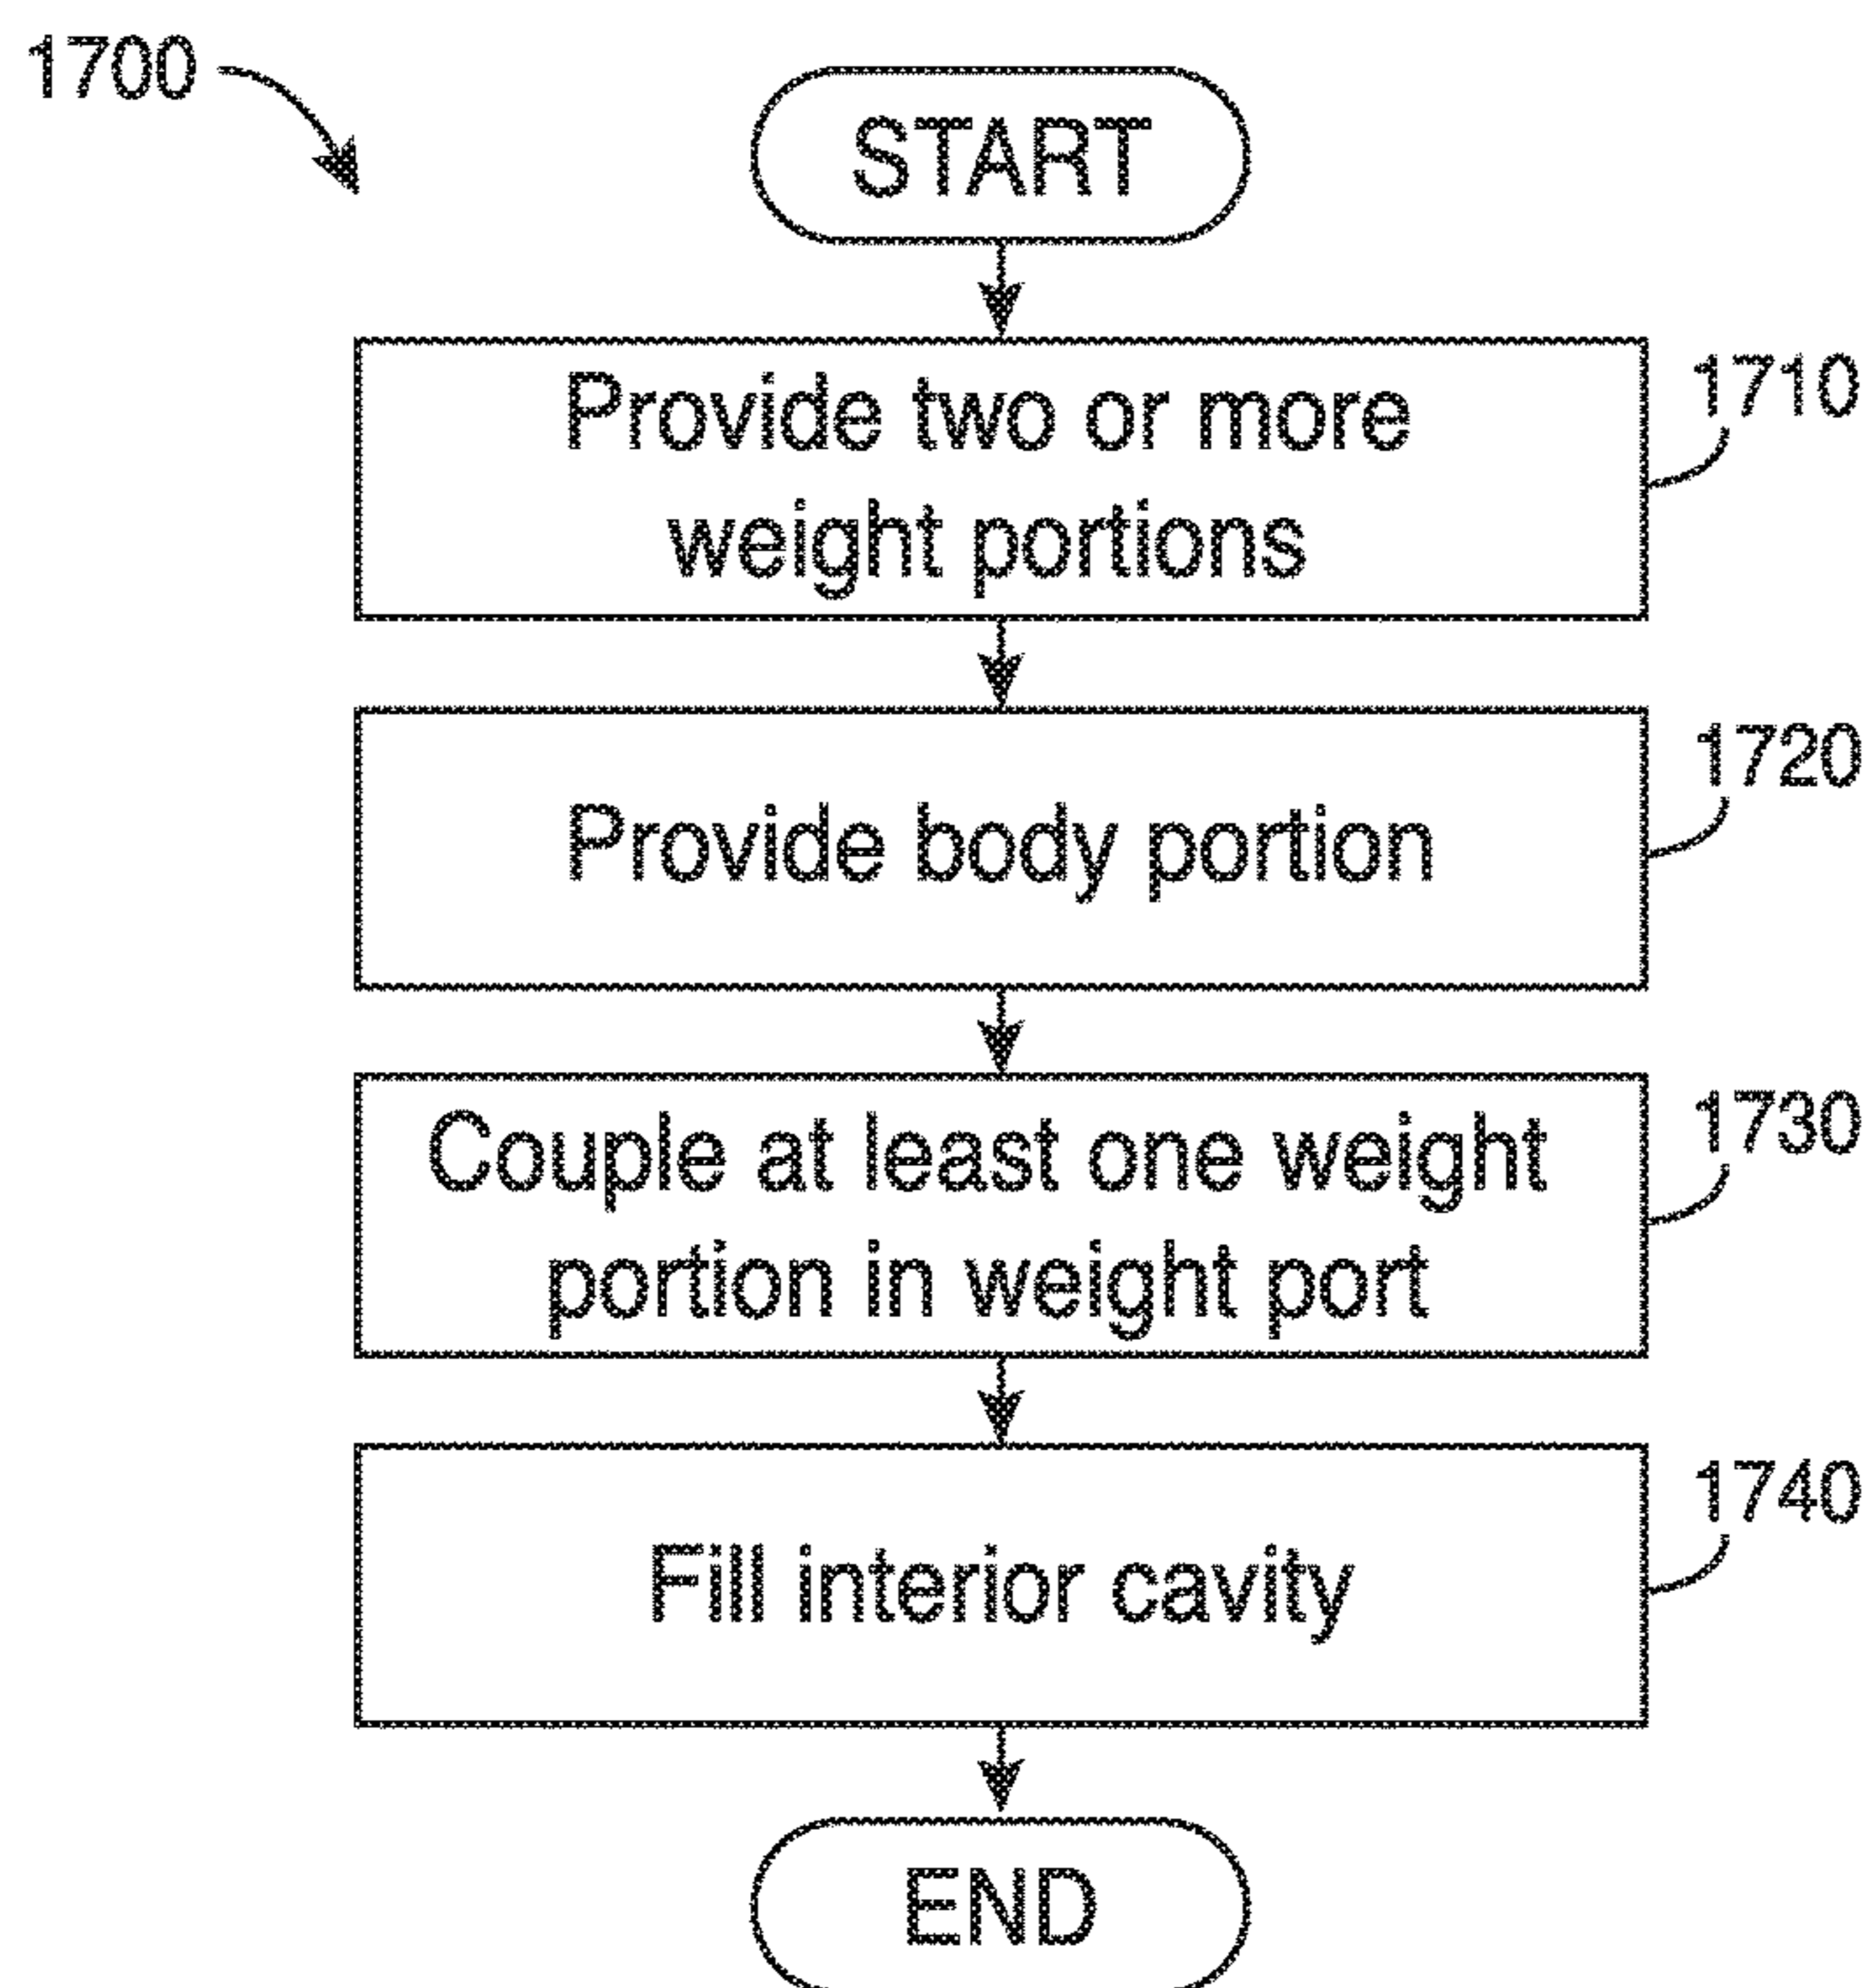 1700
START
Provide two or more
weight portions
1710
Provide body portion
1720
Couple at least one weight
portion in weight port
1730
Fill interior cavity
1740
END